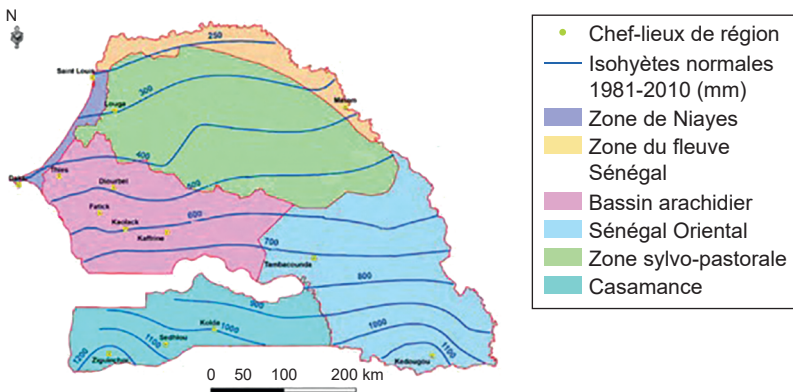 N
250
Saint Louis
300
Louga
Matam
400
Dakar
Thies
500
Diourbel
Fatick
600
Kaolack
Kaffrine
700
Tambacounda
800
900
Kolda
1000
1000
Sedhiou
1100
1100
1200
Ziguinchor
Kedougou
0 50 100 200 km
Chef-lieux de région
Isohyètes normales
1981-2010 (mm)
Zone de Niayes
Zone du fleuve
Sénégal
Bassin arachidier
Sénégal Oriental
Zone sylvo-pastorale
Casamance